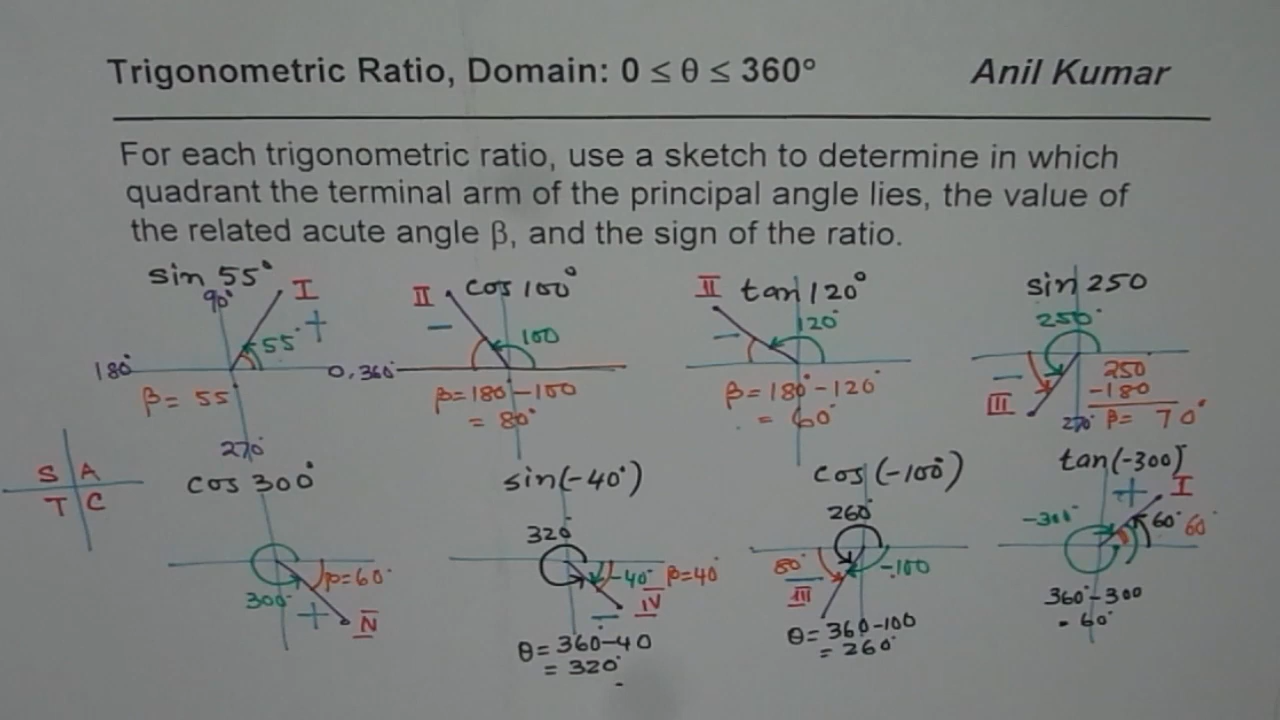 Trigonometric Ratio, Domain: 0 ≤ θ ≤ 360° Anil Kumar
For each trigonometric ratio, use a sketch to determine in which
quadrant the terminal arm of the principal angle lies, the value of
the related acute angle β, and the sign of the ratio.
sin 55°
90°
I
+
55°
180°
0,360°
β = 55°
270°
II
cos 100°
−
100
β = 180° − 100
= 80°
II
tan 120°
−
120°
β = 180° − 120°
= 60°
sin 250
250°
−
III
250
−180
270° β = 70°
S A
T C
cos 300°
β = 60°
300°
+
IV
sin(−40°)
320°
−40° β = 40°
IV
−
θ = 360 − 40
= 320°
cos(−100°)
260°
80°
−100
−
III
θ = 360 − 100
= 260°
tan(−300°)
+ I
−300°
60° 60°
360° − 300
= 60°